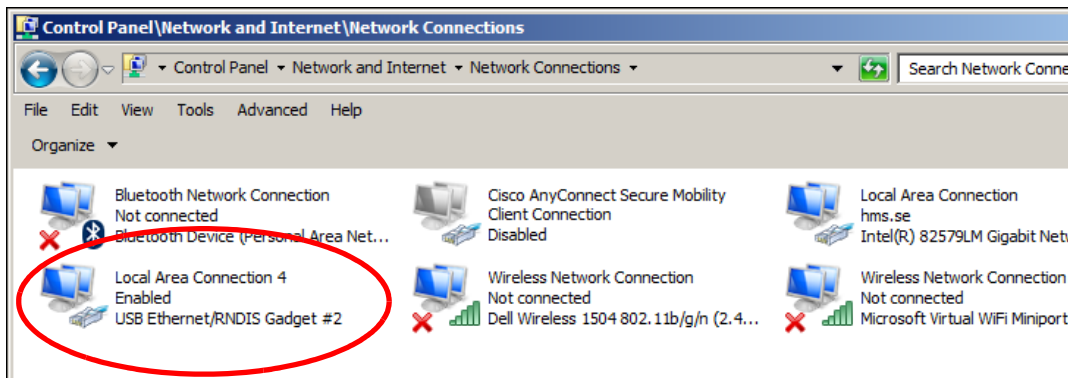 Control Panel\Network and Internet\Network Connections
Control Panel Network and Internet Network Connections
Search Network Conne
File Edit View Tools Advanced Help
Organize
Bluetooth Network Connection
Not connected
Bluetooth Device (Personal Area Net...
Cisco AnyConnect Secure Mobility
Client Connection
Disabled
Local Area Connection
hms.se
Intel(R) 82579LM Gigabit Netw
Local Area Connection 4
Enabled
USB Ethernet/RNDIS Gadget #2
Wireless Network Connection
Not connected
Dell Wireless 1504 802.11b/g/n (2.4...
Wireless Network Connection
Not connected
Microsoft Virtual WiFi Miniport